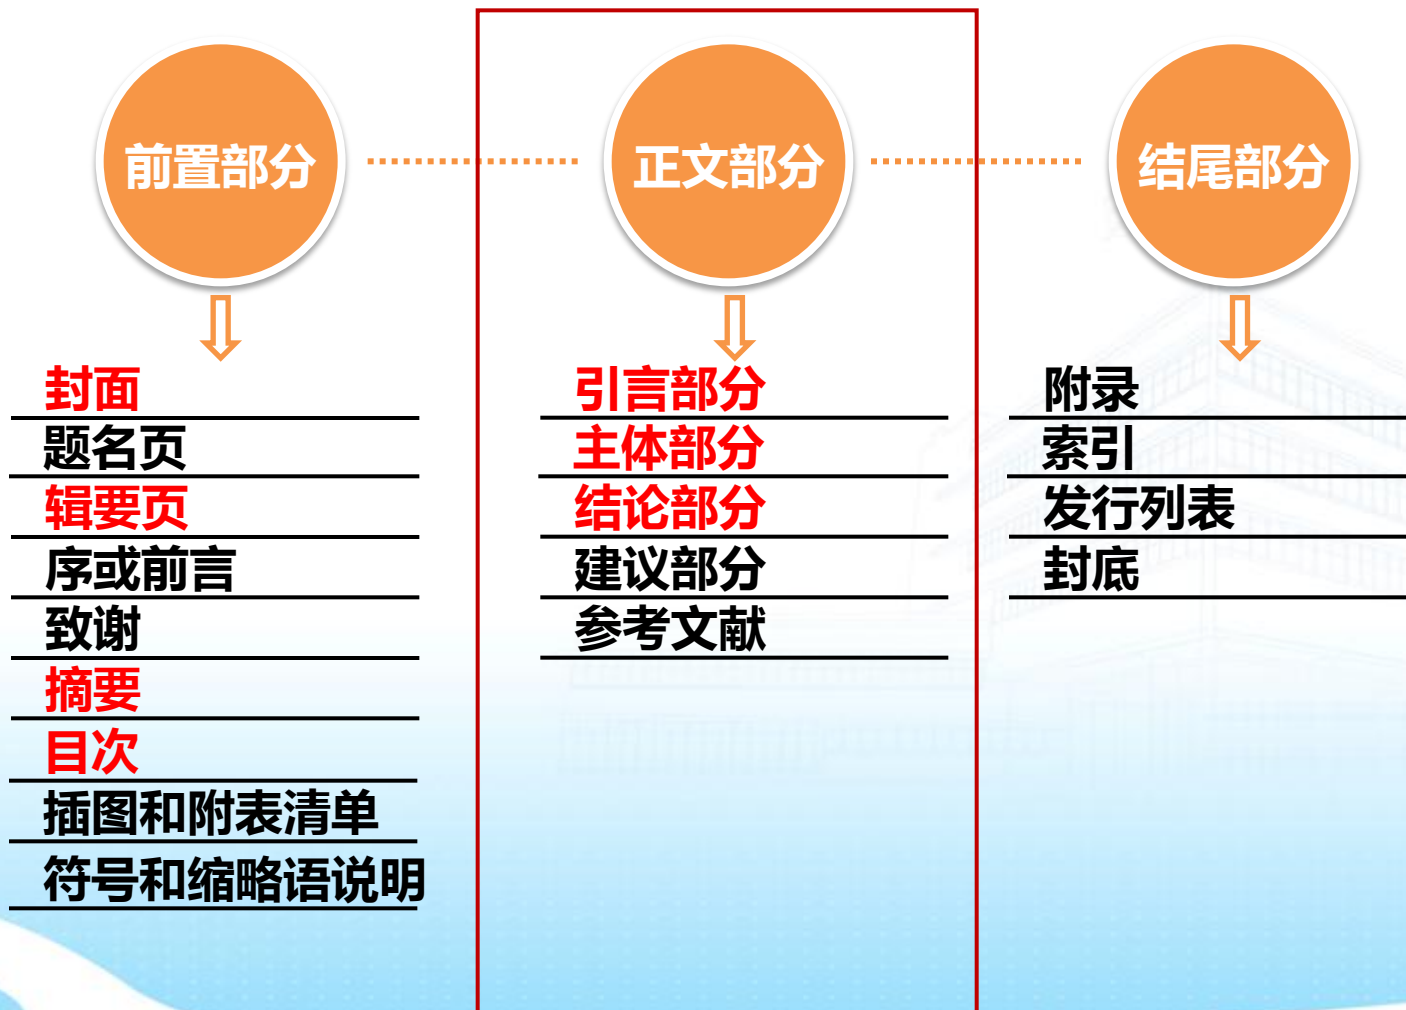 前置部分
正文部分
结尾部分
封面
题名页
辑要页
序或前言
致谢
摘要
目次
插图和附表清单
符号和缩略语说明
引言部分
主体部分
结论部分
建议部分
参考文献
附录
索引
发行列表
封底